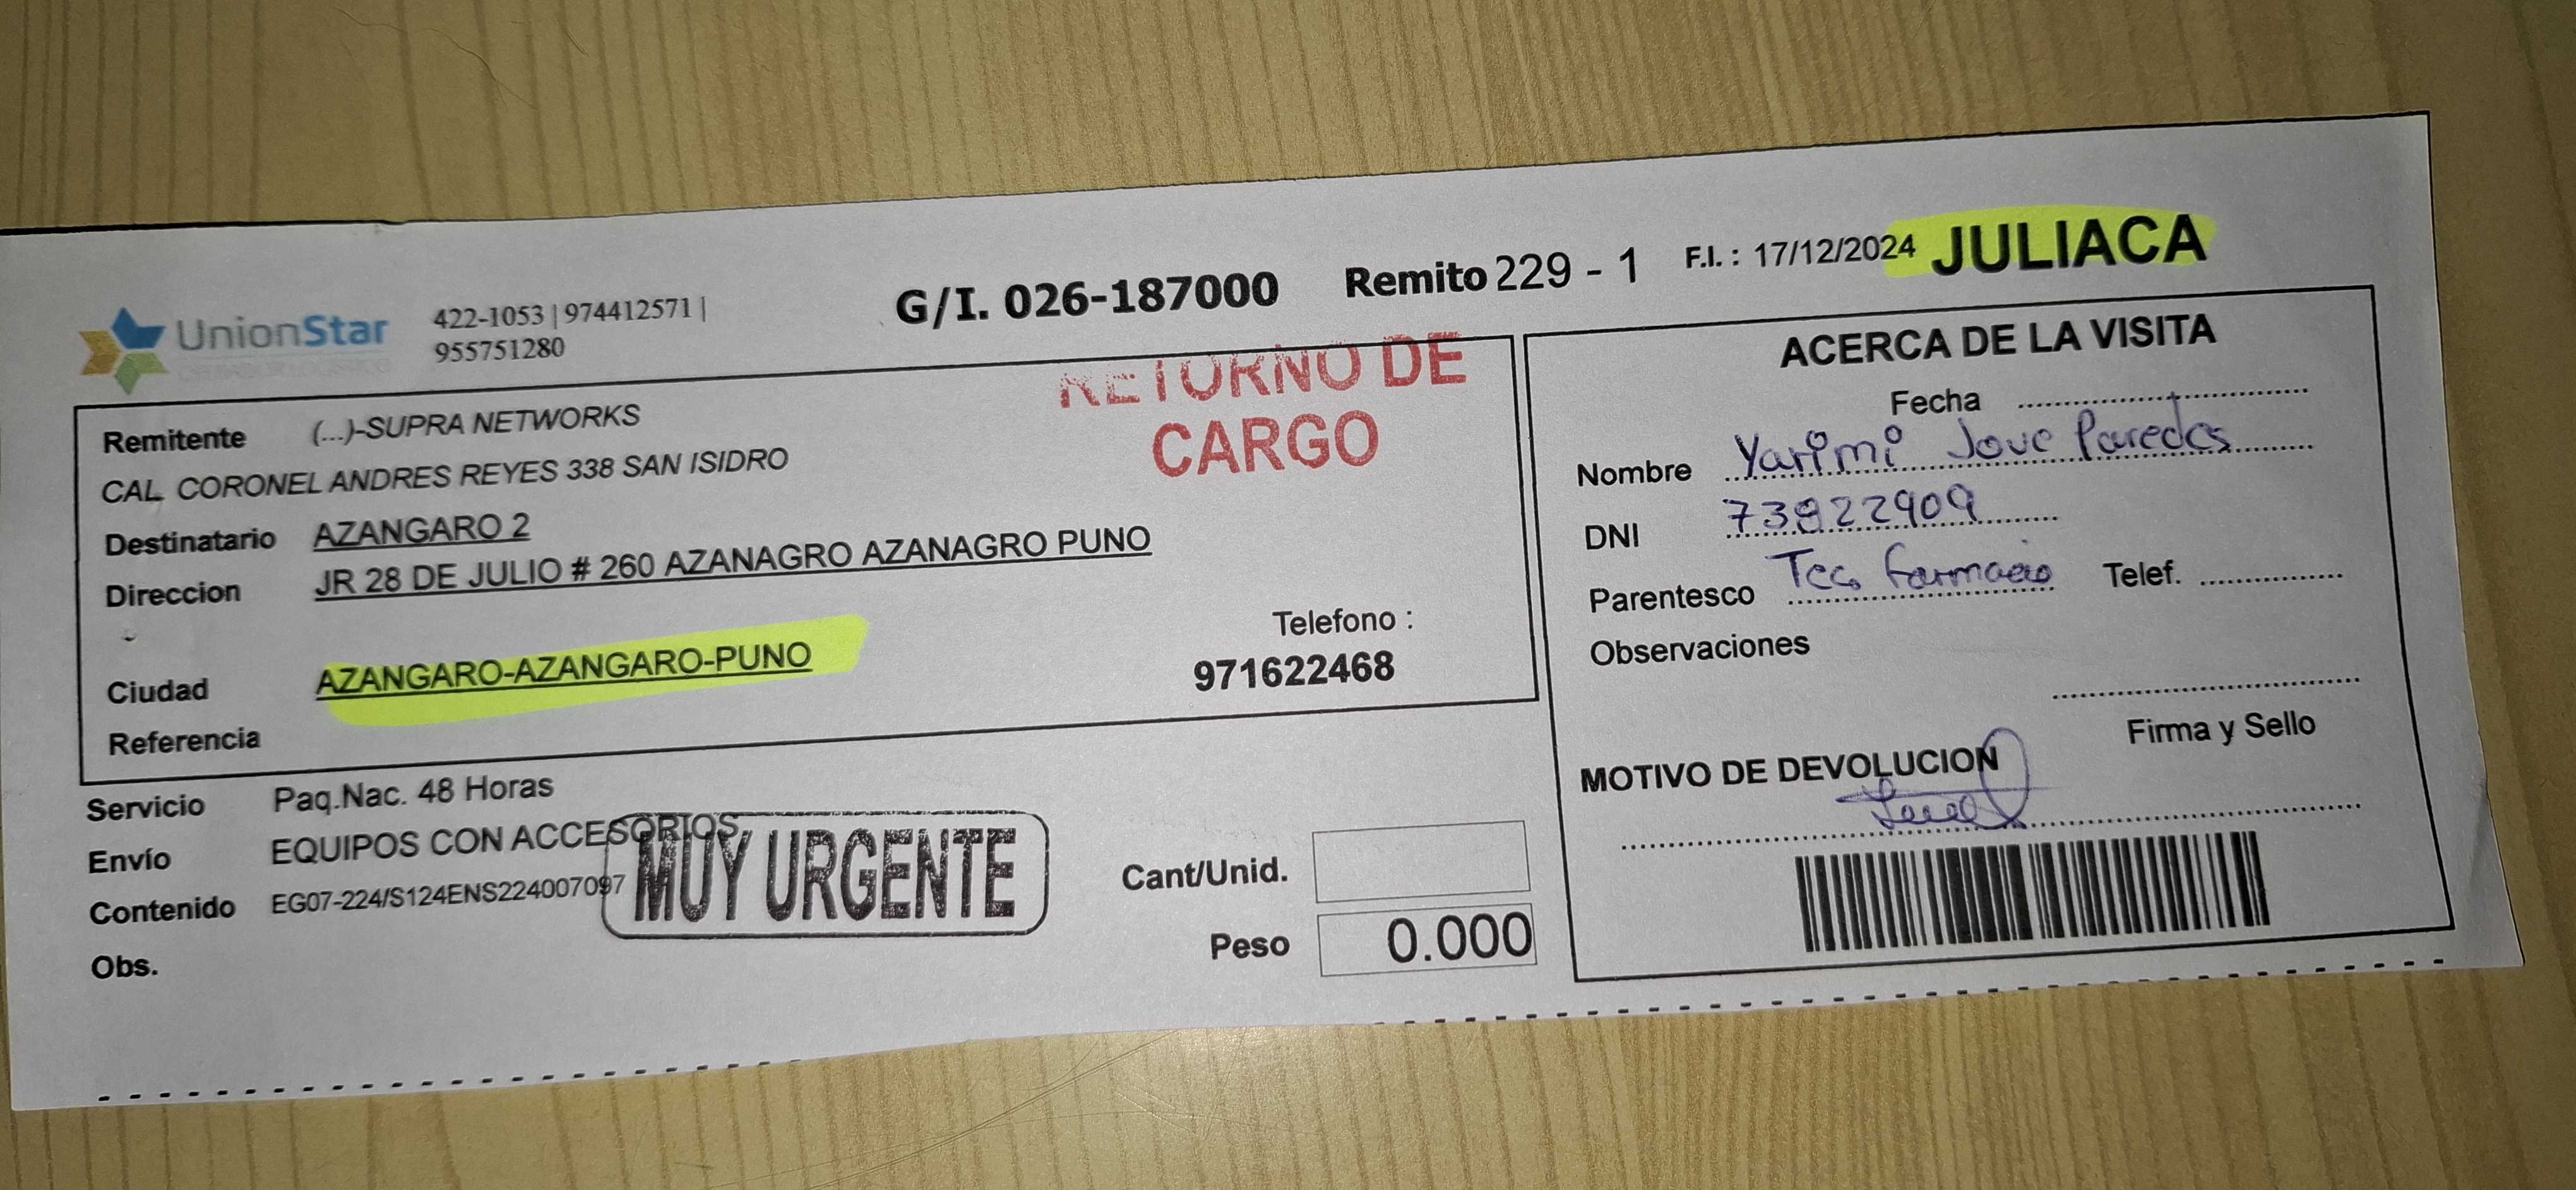 UnionStar
422-1053 | 974412571 |
955751280
G/I. 026-187000 Remito 229 - 1 F.I. : 17/12/2024 JULIACA
RETORNO DE
CARGO
Remitente (...)-SUPRA NETWORKS
CAL CORONEL ANDRES REYES 338 SAN ISIDRO
Destinatario AZANGARO 2
Direccion JR 28 DE JULIO # 260 AZANAGRO AZANAGRO PUNO
Telefono :
Ciudad AZANGARO-AZANGARO-PUNO 971622468
Referencia
Servicio Paq.Nac. 48 Horas
Envío EQUIPOS CON ACCESORIOS,
Contenido EG07-224/S124ENS224007097
MUY URGENTE
Obs.
Cant/Unid.
Peso 0.000
ACERCA DE LA VISITA
Fecha
Nombre Yarimi Jove Paredes
DNI 73822909
Parentesco Tec. Farmacia Telef.
Observaciones
Firma y Sello
MOTIVO DE DEVOLUCION